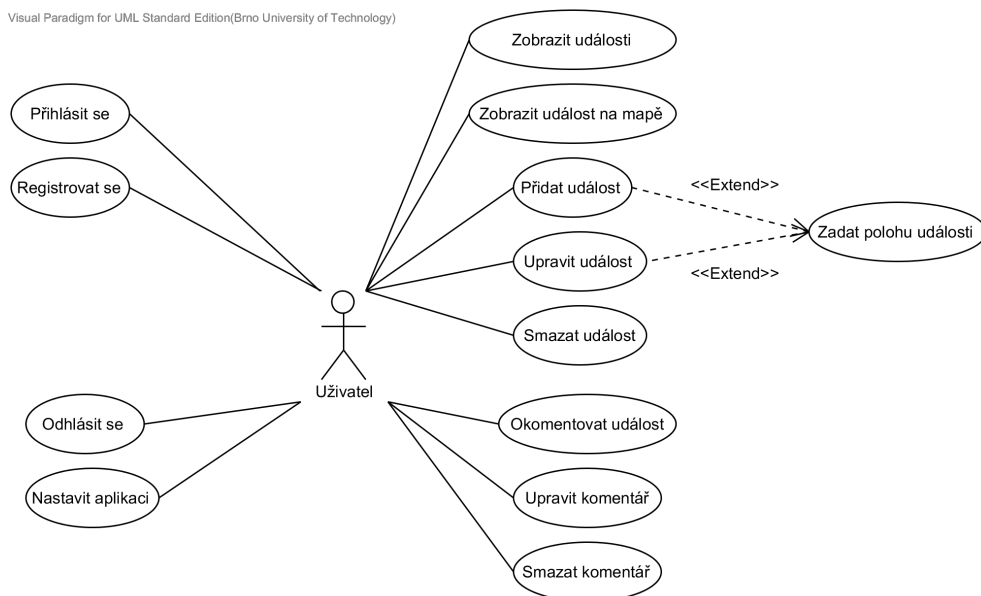 Visual Paradigm for UML Standard Edition(Brno University of Technology)
Zobrazit události
Přihlásit se
Zobrazit událost na mapě
Registrovat se
Přidat událost
<<Extend>>
Zadat polohu události
Upravit událost
<<Extend>>
Smazat událost
Uživatel
Odhlásit se
Okomentovat událost
Nastavit aplikaci
Upravit komentář
Smazat komentář